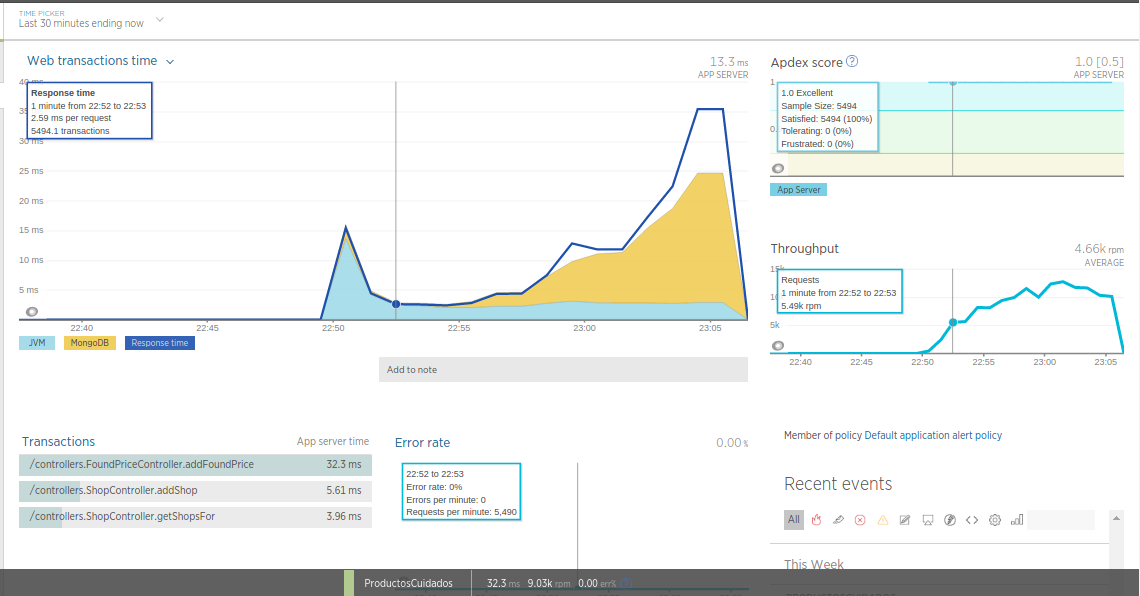 TIME PICKER
Last 30 minutes ending now
Web transactions time
13.3 ms
APP SERVER
40 ms
Response time
1 minute from 22:52 to 22:53
2.59 ms per request
5494.1 transactions
35
30 ms
25 ms
20 ms
15 ms
10 ms
5 ms
22:40 22:45 22:50 22:55 23:00 23:05
JVM MongoDB Response time
Add to note
Apdex score ?
1.0 [0.5]
APP SERVER
1
1.0 Excellent
Sample Size: 5494
Satisfied: 5494 (100%)
Tolerating: 0 (0%)
Frustrated: 0 (0%)
0.
App Server
Throughput
4.66k rpm
AVERAGE
15k
Requests
1 minute from 22:52 to 22:53
5.49k rpm
10
5k
22:40 22:45 22:50 22:55 23:00 23:05
Transactions App server time
/controllers.FoundPriceController.addFoundPrice 32.3 ms
/controllers.ShopController.addShop 5.61 ms
/controllers.ShopController.getShopsFor 3.96 ms
Error rate 0.00 %
22:52 to 22:53
Error rate: 0%
Errors per minute: 0
Requests per minute: 5,490
Member of policy Default application alert policy
Recent events
All
This Week
ProductosCuidados 32.3 ms 9.03k rpm 0.00 err%